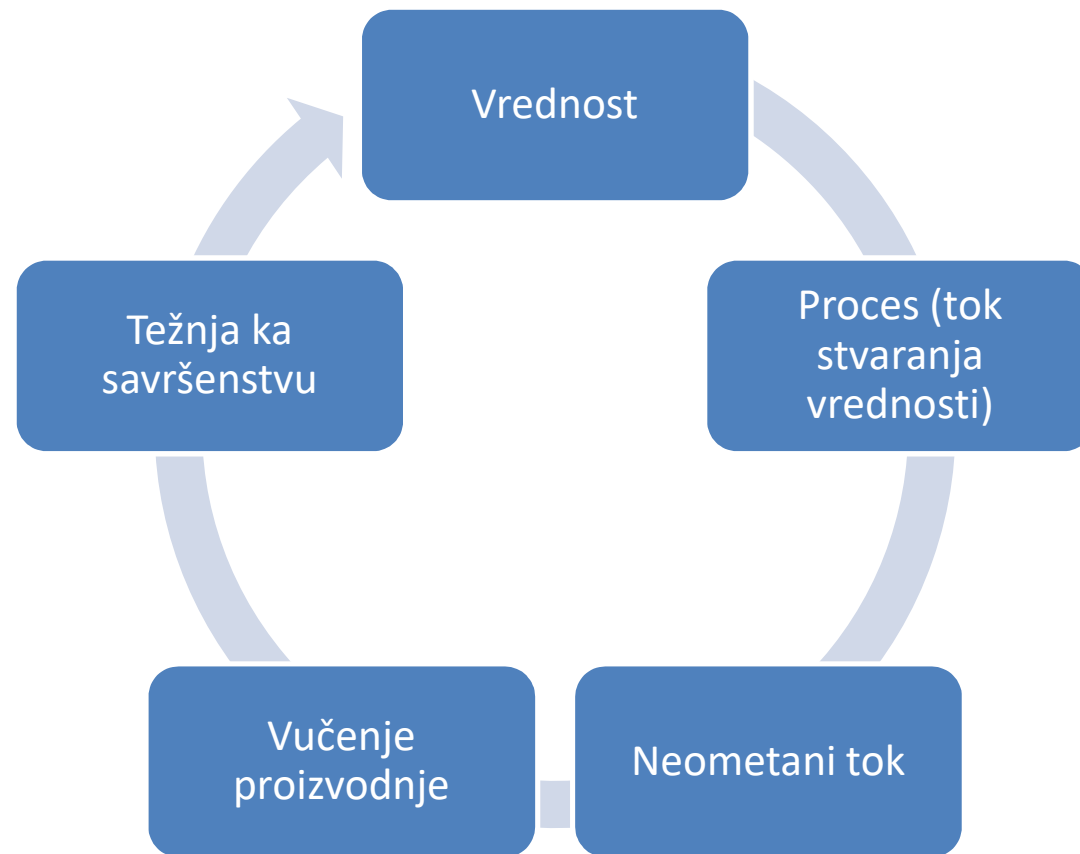 Vrednost
Proces (tok
stvaranja
vrednosti)
Neometani tok
Vučenje
proizvodnje
Težnja ka
savršenstvu